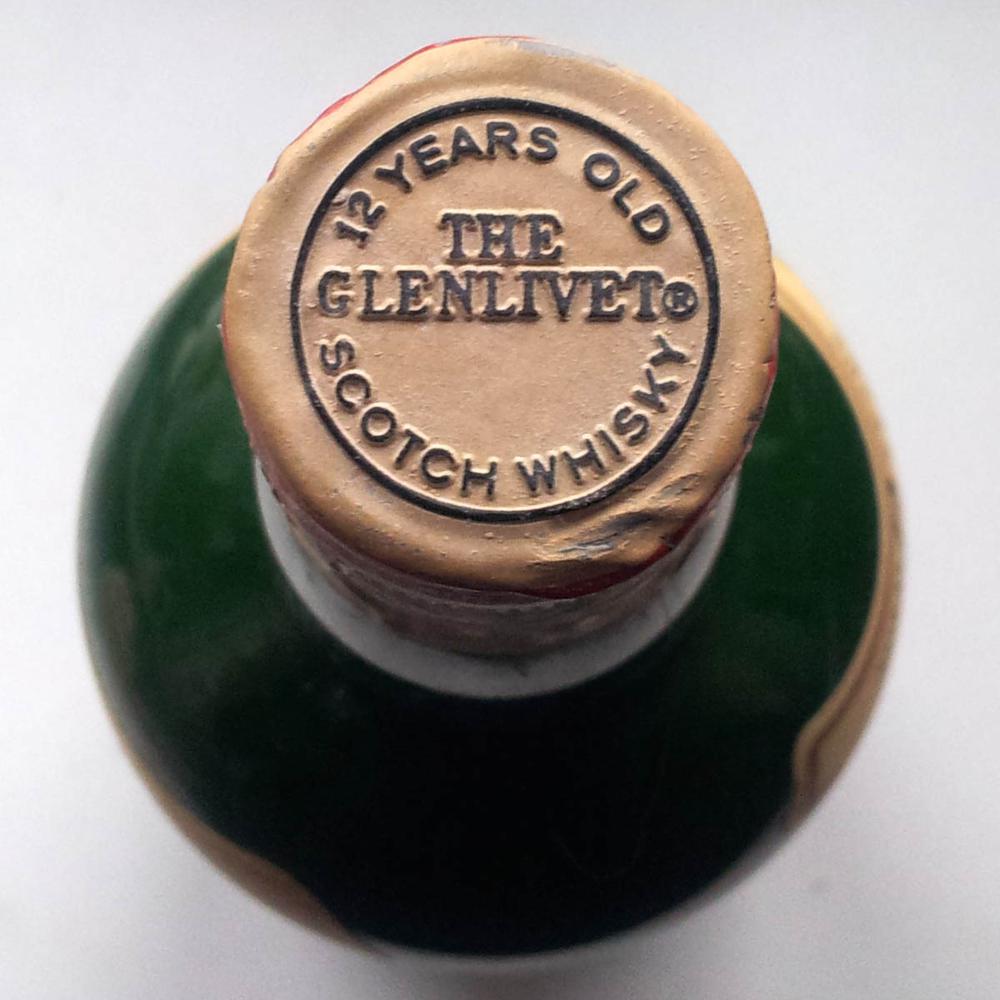 12 YEARS OLD
THE
GLENLIVET®
SCOTCH WHISKY